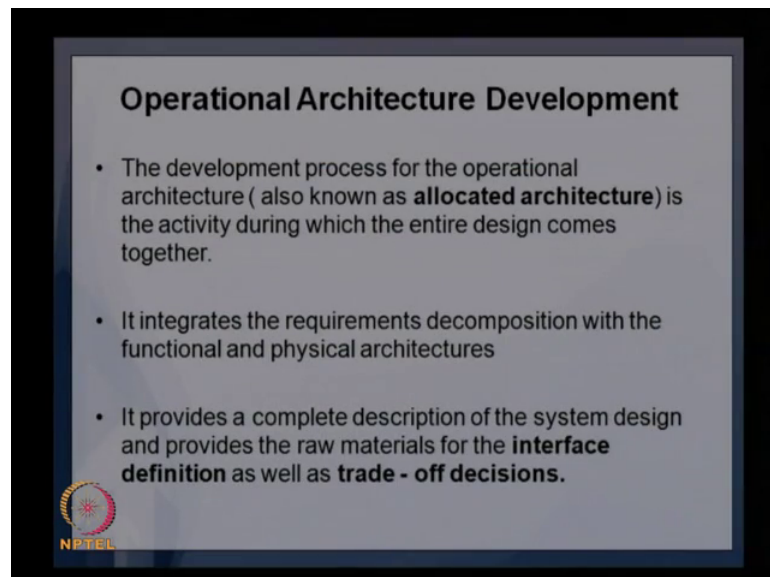 Operational Architecture Development
• The development process for the operational
architecture ( also known as allocated architecture) is
the activity during which the entire design comes
together.
• It integrates the requirements decomposition with the
functional and physical architectures
• It provides a complete description of the system design
and provides the raw materials for the interface
definition as well as trade - off decisions.
NPTEL